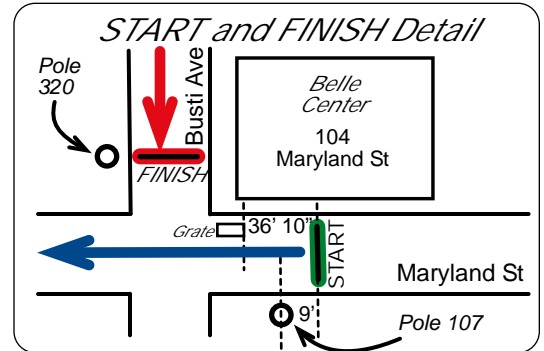 START and FINISH Detail
Pole
320
Busti Ave
Belle
Center
104
Maryland St
FINISH
Grate
36' 10"
START
Maryland St
9'
Pole 107